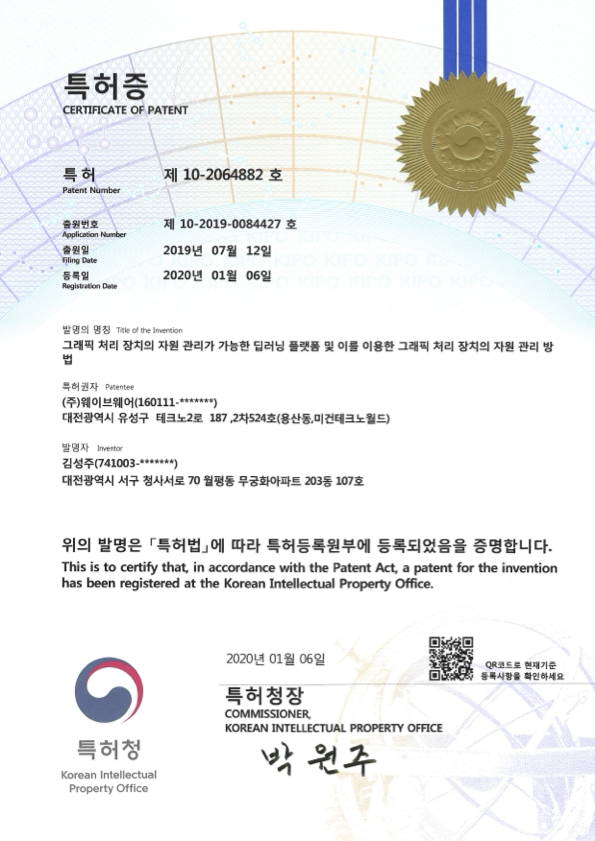 특허증
CERTIFICATE OF PATENT
특허 제 10-2064882 호
Patent Number
출원번호 제 10-2019-0084427 호
Application Number
출원일 2019년 07월 12일
Filing Date
등록일 2020년 01월 06일
Registration Date
KIPO KIPO KIPO
발명의 명칭 Title of the Invention
그래픽 처리 장치의 자원 관리가 가능한 딥러닝 플랫폼 및 이를 이용한 그래픽 처리 장치의 자원 관리 방
법
특허권자 Patentee
(주)웨이브웨어(160111-*******)
대전광역시 유성구 테크노2로 187 ,2차524호(용산동,미건테크노월드)
발명자 Inventor
김성주(741003-*******)
대전광역시 서구 청사서로 70 월평동 무궁화아파트 203동 107호
위의 발명은 「특허법」에 따라 특허등록원부에 등록되었음을 증명합니다.
This is to certify that, in accordance with the Patent Act, a patent for the invention
has been registered at the Korean Intellectual Property Office.
2020년 01월 06일
QR코드로 현재기준
등록사항을 확인하세요
특허청장
COMMISSIONER,
KOREAN INTELLECTUAL PROPERTY OFFICE
박원주
특허청
Korean Intellectual
Property Office